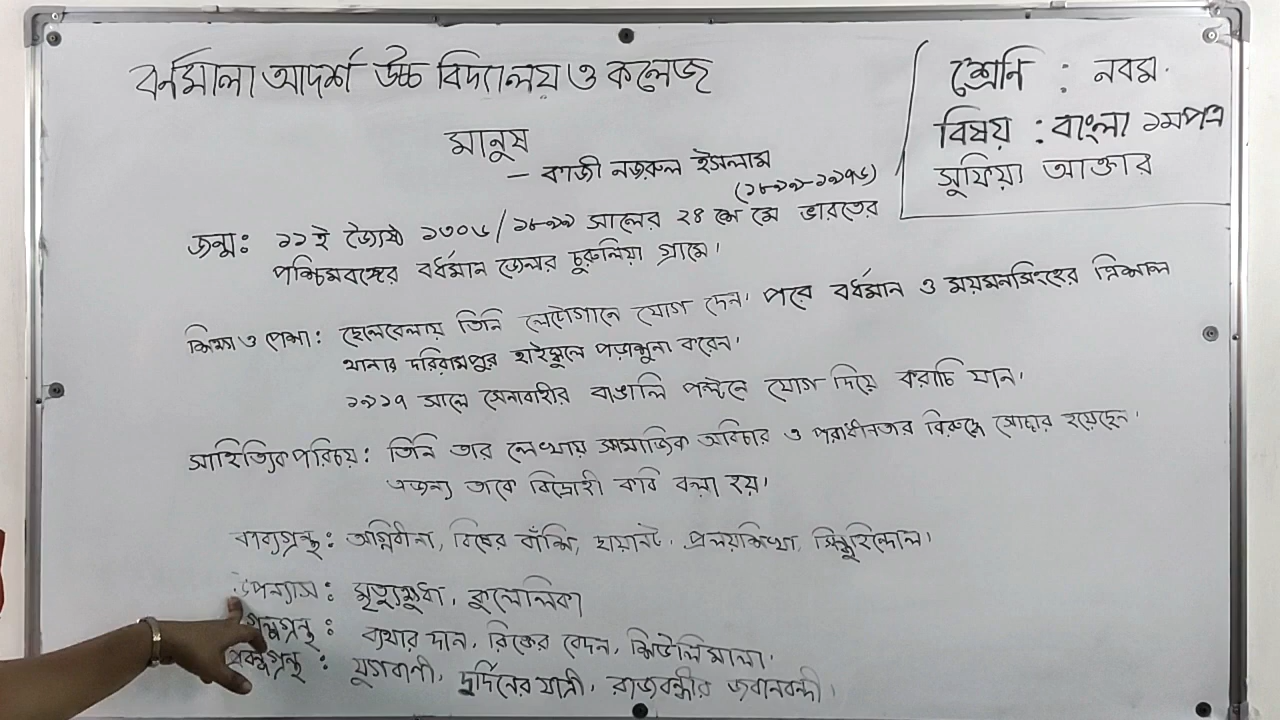 বর্নমালা আদর্শ উচ্চ বিদ্যালয় ও কলেজ
শ্রেনি : নবম.
বিষয় : বাংলা ১মপত্র
সুফিয়া আক্তার
মানুষ
– কাজী নজরুল ইসলাম
(১৮৯৯-১৯৭৬)
জন্ম: ১১ই জ্যৈষ্ঠ ১৩০৬/১৮৯৯ সালের ২৪ শে মে ভারতের
পশ্চিমবঙ্গের বর্ধমান জেলর চুরুলিয়া গ্রামে।
শিক্ষা ও পেশা: ছেলেবেলায় তিনি লেটোগানে যোগ দেন। পরে বর্ধমান ও ময়মনসিংহের ত্রিশাল
থানার দরিরামপুর হাইস্কুলে পড়াশুনা করেন।
১৯১৭ সালে সেনাবাহীর বাঙালি পল্টনে যোগ দিয়ে করাচি যান।
সাহিত্যিক পরিচয়: তিনি তার লেখায় সামাজিক অবিচার ও পরাধীনতার বিরুদ্ধে সোচ্চার হয়েছেন।
এজন্য তাকে বিদ্রোহী কবি বলা হয়।
কাব্যগ্রন্থ: অগ্নিবীনা, বিষের বাঁশি, ছায়ানট, প্রলয়শিখা, সিন্ধুহিন্দোল।
উপন্যাস: মৃত্যুক্ষুধা, কুহেলিকা
গল্পগ্রন্থ: ব্যথার দান, রিক্তের বেদন, শিউলিমালা।
প্রবন্ধগ্রন্থ: যুগবাণী, দুর্দিনের যাত্রী, রাজবন্ধীর জবানবন্দী।